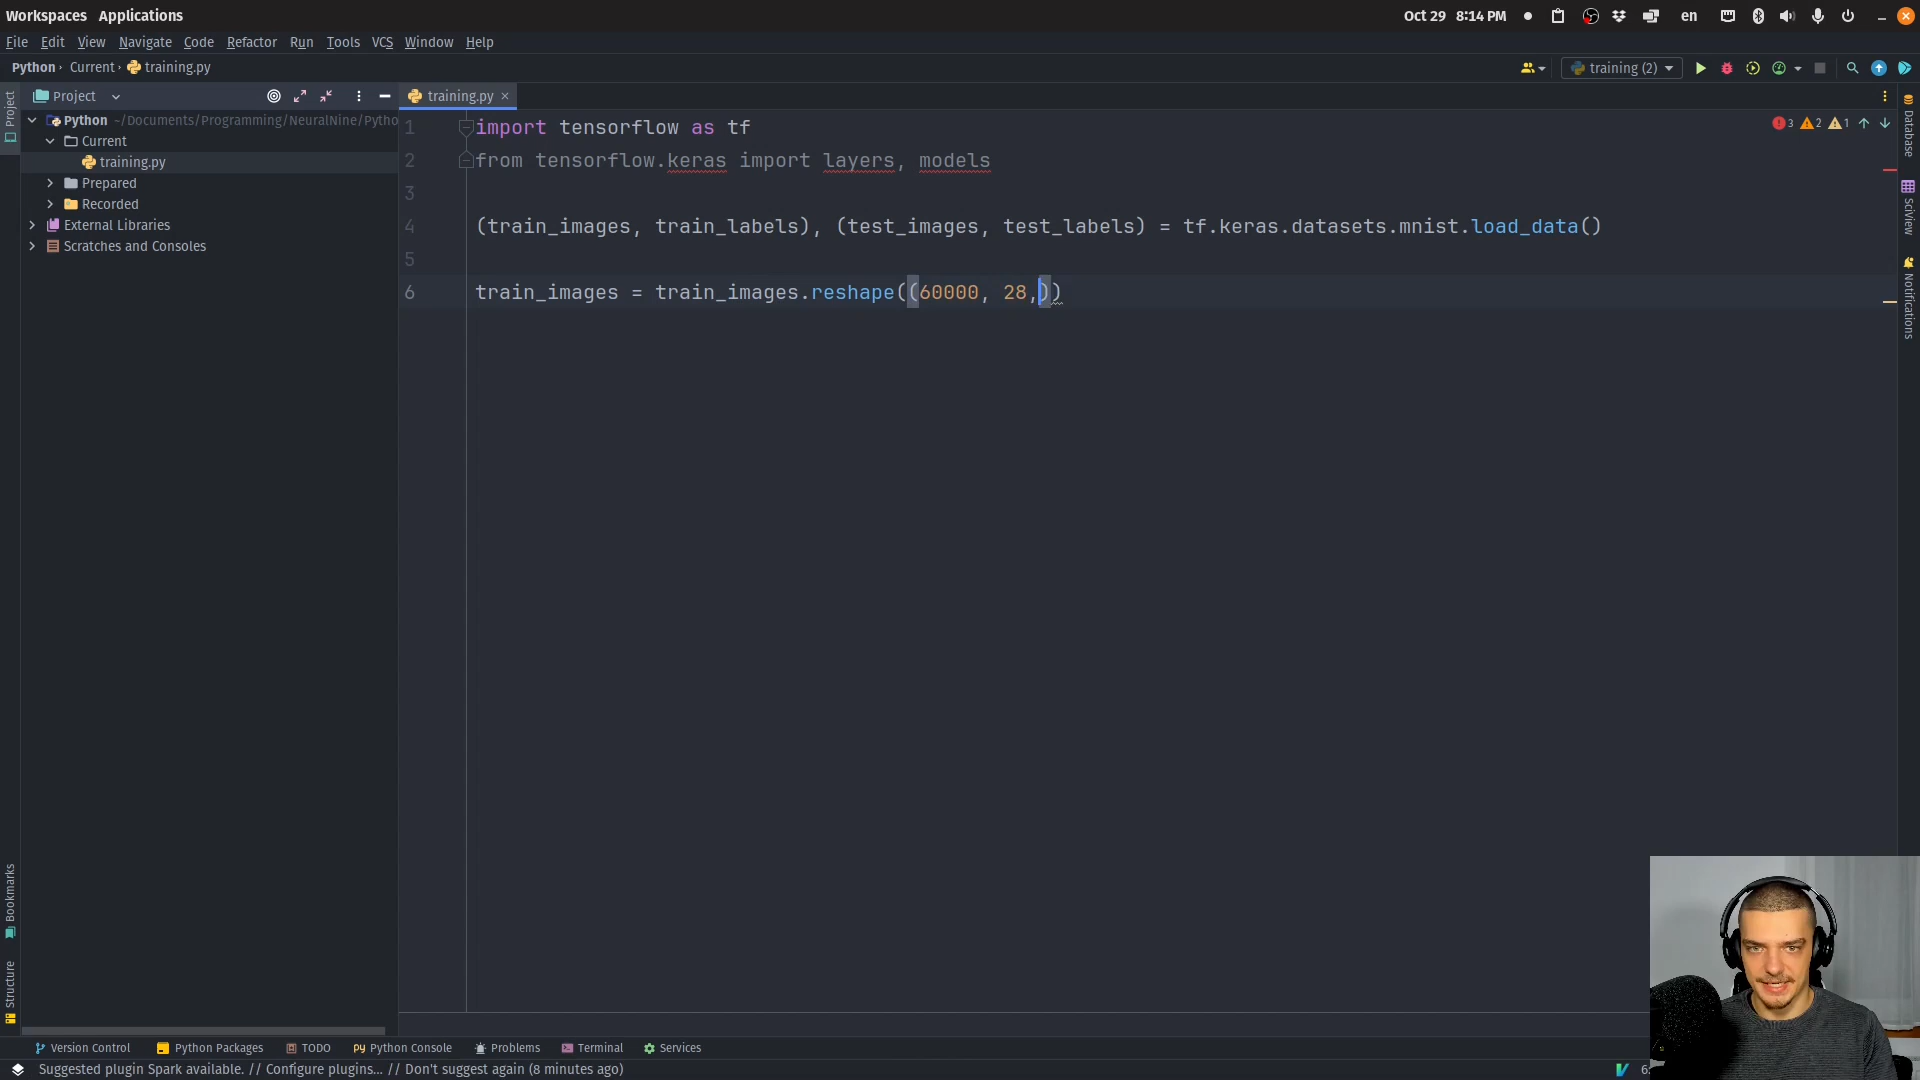 Workspaces Applications Oct 29 8:14 PM en
File Edit View Navigate Code Refactor Run Tools VCS Window Help
Python Current training.py training (2)
Project
Project training.py
Python ~/Documents/Programming/NeuralNine/Pytho
Current
training.py
Prepared
Recorded
External Libraries
Scratches and Consoles
1 import tensorflow as tf
2 from tensorflow.keras import layers, models
3
4 (train_images, train_labels), (test_images, test_labels) = tf.keras.datasets.mnist.load_data()
5
6 train_images = train_images.reshape((60000, 28,))
3 2 1
Database
SciView
Notifications
Bookmarks
Structure
Version Control Python Packages TODO Python Console Problems Terminal Services
Suggested plugin Spark available. // Configure plugins... // Don't suggest again (8 minutes ago)